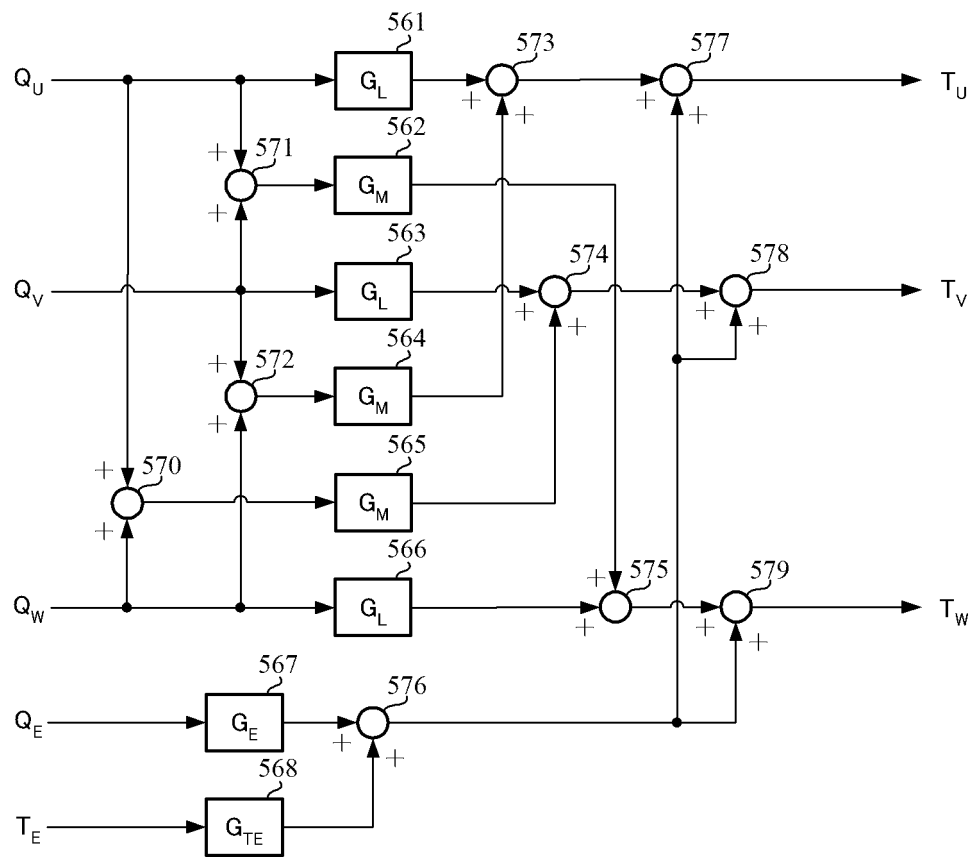 561 573 577
Q_U G_L + + + + T_U
562
+ 571
+ G_M
563 574 578
Q_V G_L + + + + T_V
564
+ 572
+ G_M
565
+ 570
+ G_M
566 + 575 579
Q_W G_L + + + T_W
567 576
Q_E G_E + +
568
T_E G_TE